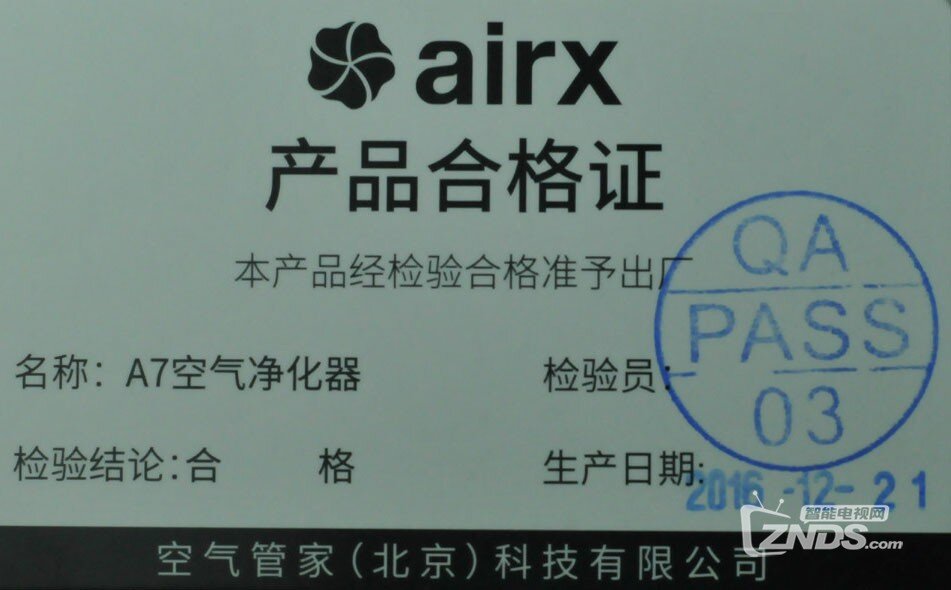 airx
产品合格证
本产品经检验合格准予出厂
QA
PASS
03
名称：A7空气净化器
检验员：
检验结论：合 格
生产日期：2016-12-21
空气管家（北京）科技有限公司
智能电视网
ZNDS.com